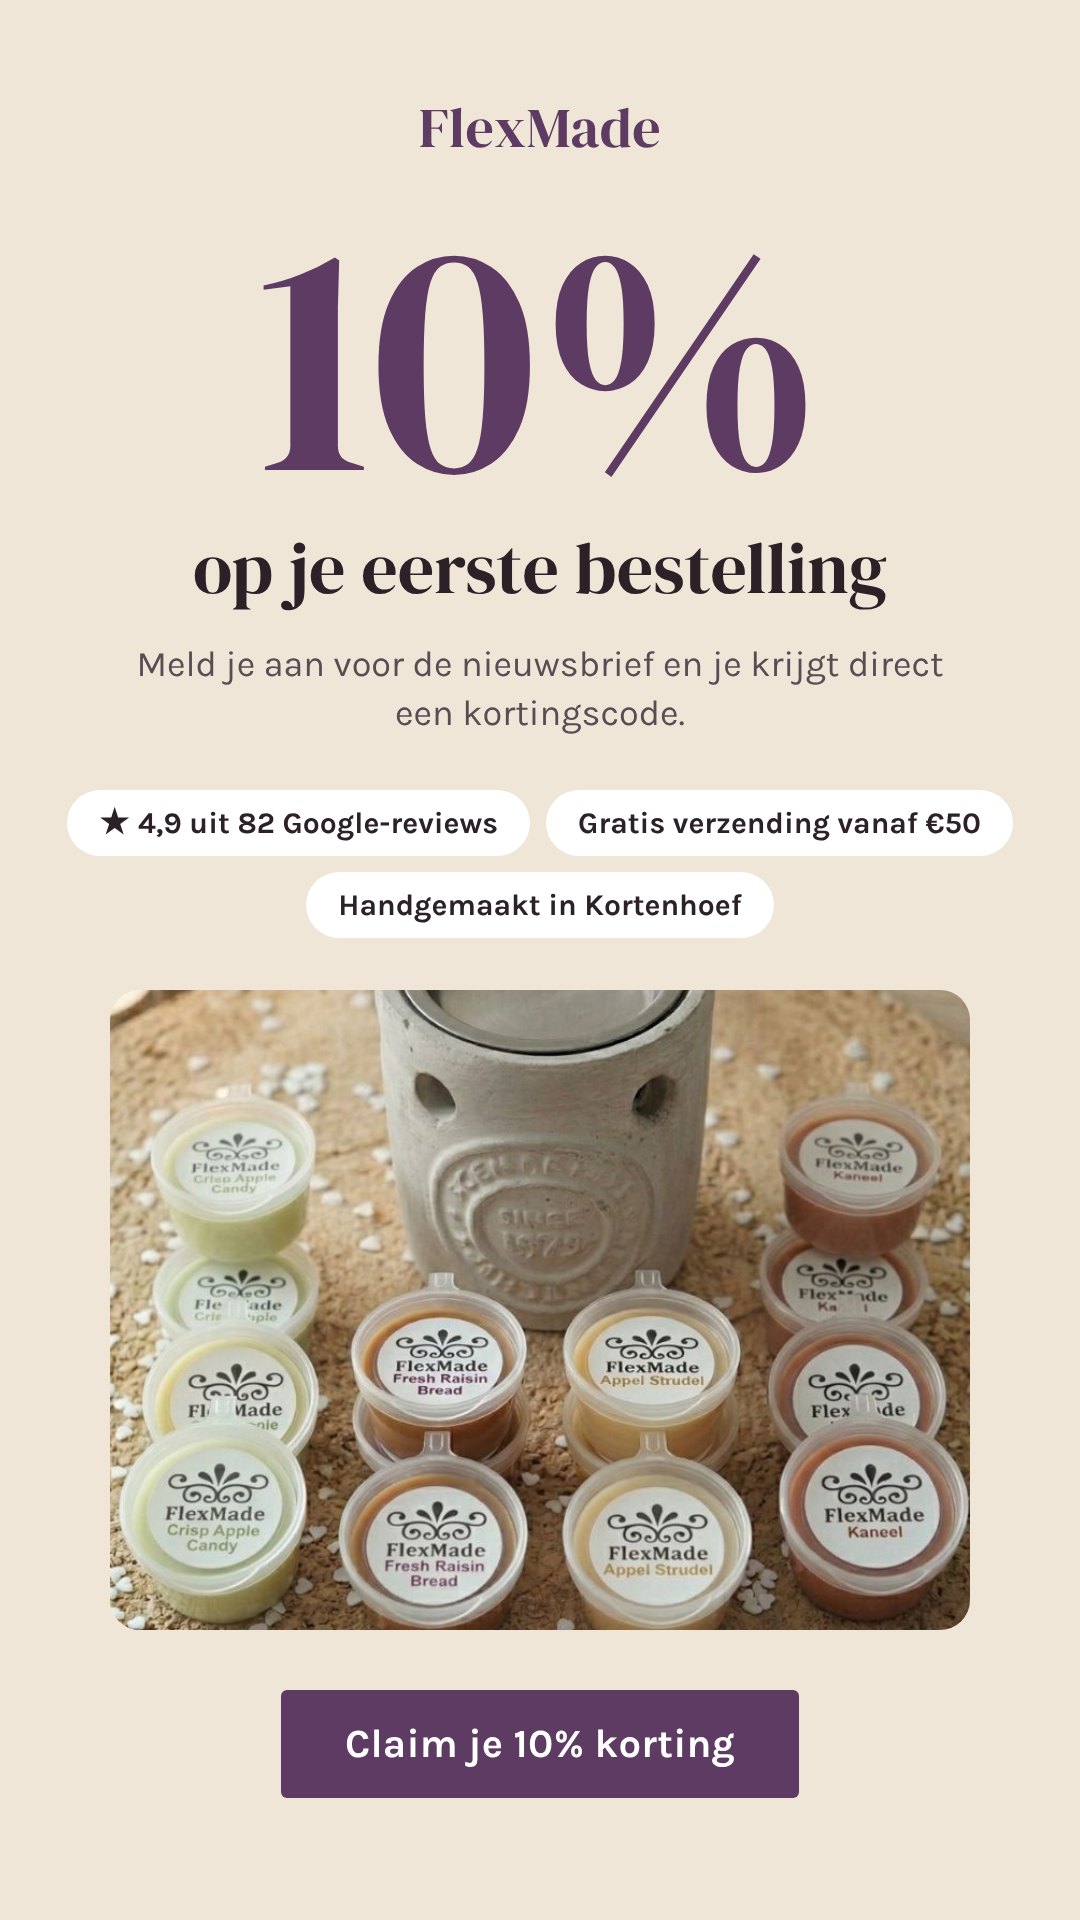 FlexMade
10%
op je eerste bestelling
Meld je aan voor de nieuwsbrief en je krijgt direct
een kortingscode.
★ 4,9 uit 82 Google-reviews
Gratis verzending vanaf €50
Handgemaakt in Kortenhoef
SINCE
1979
FlexMade
Crisp Apple
Candy
FlexMade
Kaneel
FlexMade
Fresh Raisin
Bread
FlexMade
Appel Strudel
FlexMade
Crisp Apple
Candy
FlexMade
Fresh Raisin
Bread
FlexMade
Appel Strudel
FlexMade
Kaneel
Claim je 10% korting